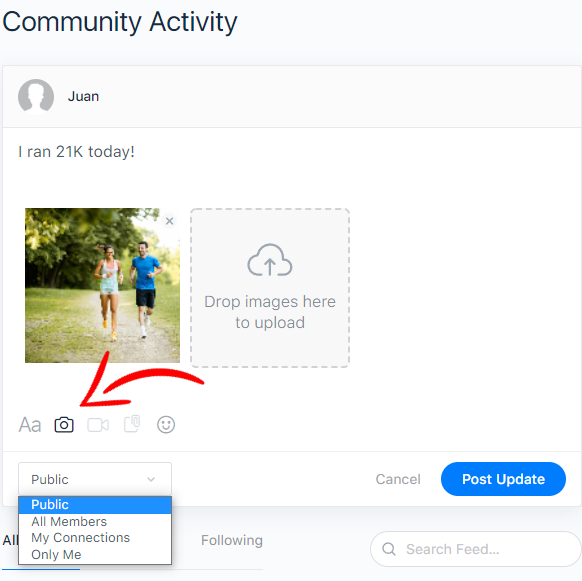 Community Activity
Juan
I ran 21K today!
Drop images here
to upload
Aa
Public
Cancel
Post Update
Public
All Members
My Connections
Only Me
All
Following
Search Feed...